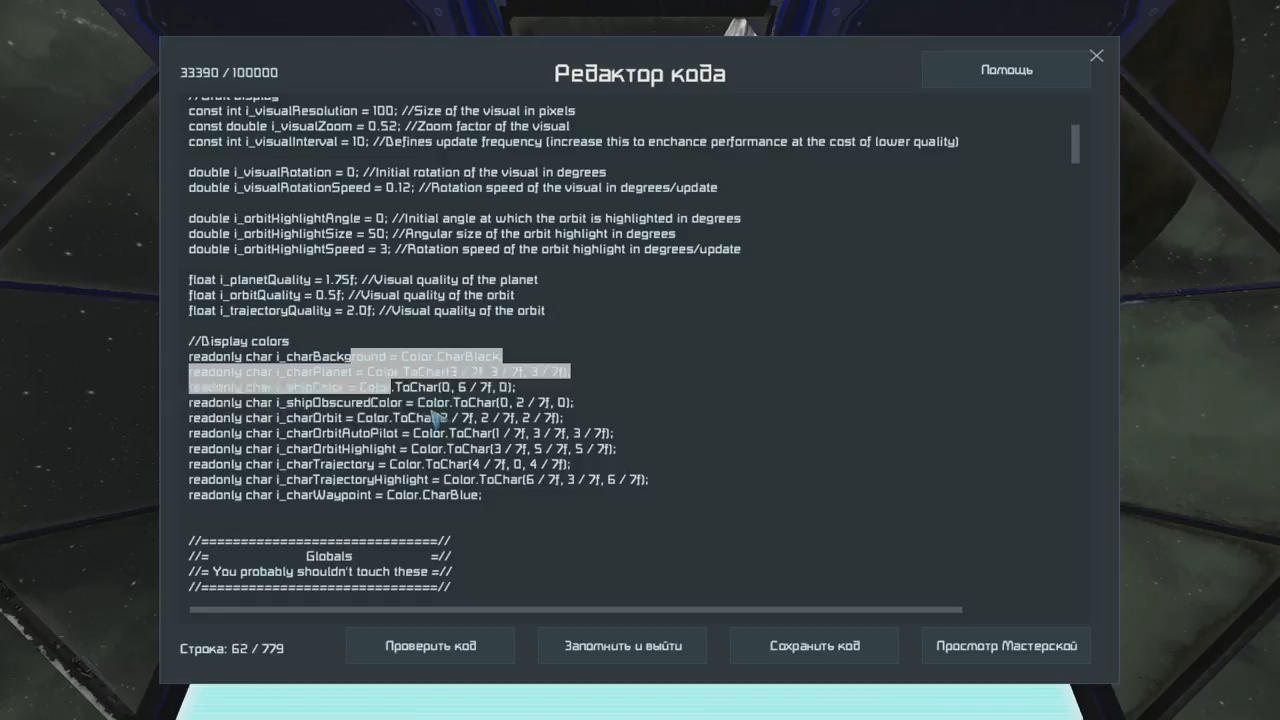 33390 / 100000
Редактор кода
Помощь
//Orbit display
const int i_visualResolution = 100; //Size of the visual in pixels
const double i_visualZoom = 0.52; //Zoom factor of the visual
const int i_visualInterval = 10; //Defines update frequency (increase this to enchance performance at the cost of lower quality)
double i_visualRotation = 0; //Initial rotation of the visual in degrees
double i_visualRotationSpeed = 0.12; //Rotation speed of the visual in degrees/update
double i_orbitHighlightAngle = 0; //Initial angle at which the orbit is highlighted in degrees
double i_orbitHighlightSize = 50; //Angular size of the orbit highlight in degrees
double i_orbitHighlightSpeed = 3; //Rotation speed of the orbit highlight in degrees/update
float i_planetQuality = 1.75f; //Visual quality of the planet
float i_orbitQuality = 0.5f; //Visual quality of the orbit
float i_trajectoryQuality = 2.0f; //Visual quality of the orbit
//Display colors
readonly char i_charBackground = Color.CharBlack;
readonly char i_charPlanet = Color.ToChar(3 / 7f, 3 / 7f, 3 / 7f);
readonly char i_shipColor = Color.ToChar(0, 6 / 7f, 0);
readonly char i_shipObscuredColor = Color.ToChar(0, 2 / 7f, 0);
readonly char i_charOrbit = Color.ToChar(2 / 7f, 2 / 7f, 2 / 7f);
readonly char i_charOrbitAutoPilot = Color.ToChar(1 / 7f, 3 / 7f, 3 / 7f);
readonly char i_charOrbitHighlight = Color.ToChar(3 / 7f, 5 / 7f, 5 / 7f);
readonly char i_charTrajectory = Color.ToChar(4 / 7f, 0, 4 / 7f);
readonly char i_charTrajectoryHighlight = Color.ToChar(6 / 7f, 3 / 7f, 6 / 7f);
readonly char i_charWaypoint = Color.CharBlue;
//==============================//
//= Globals =//
//= You probably shouldn't touch these =//
//==============================//
Строка: 62 / 779
Проверить код
Заполнить и выйти
Сохранить код
Просмотр Мастерской